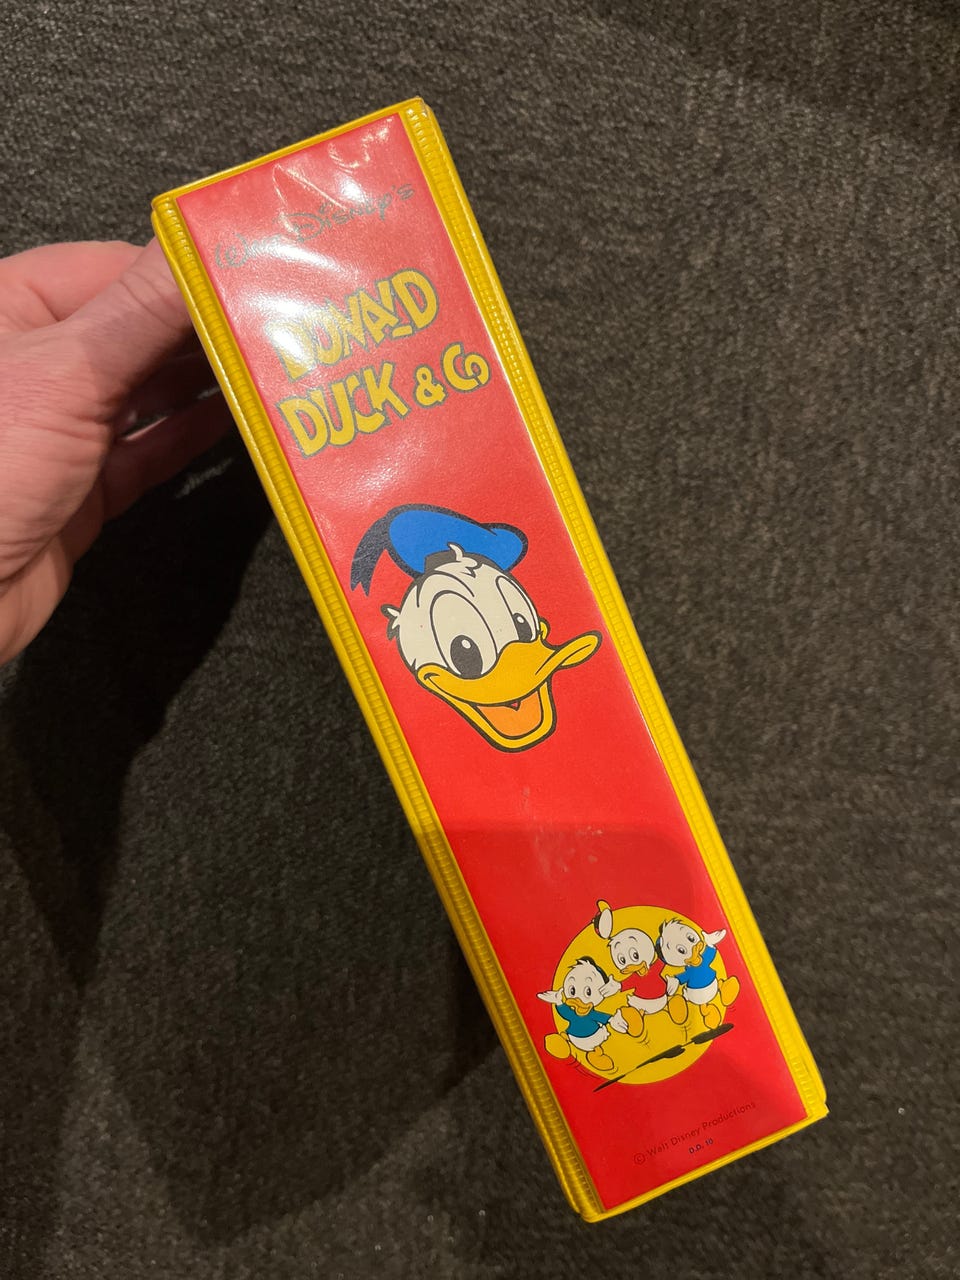 Walt Disney's
DONALD
DUCK & Co
© Walt Disney Productions
D.D. 10